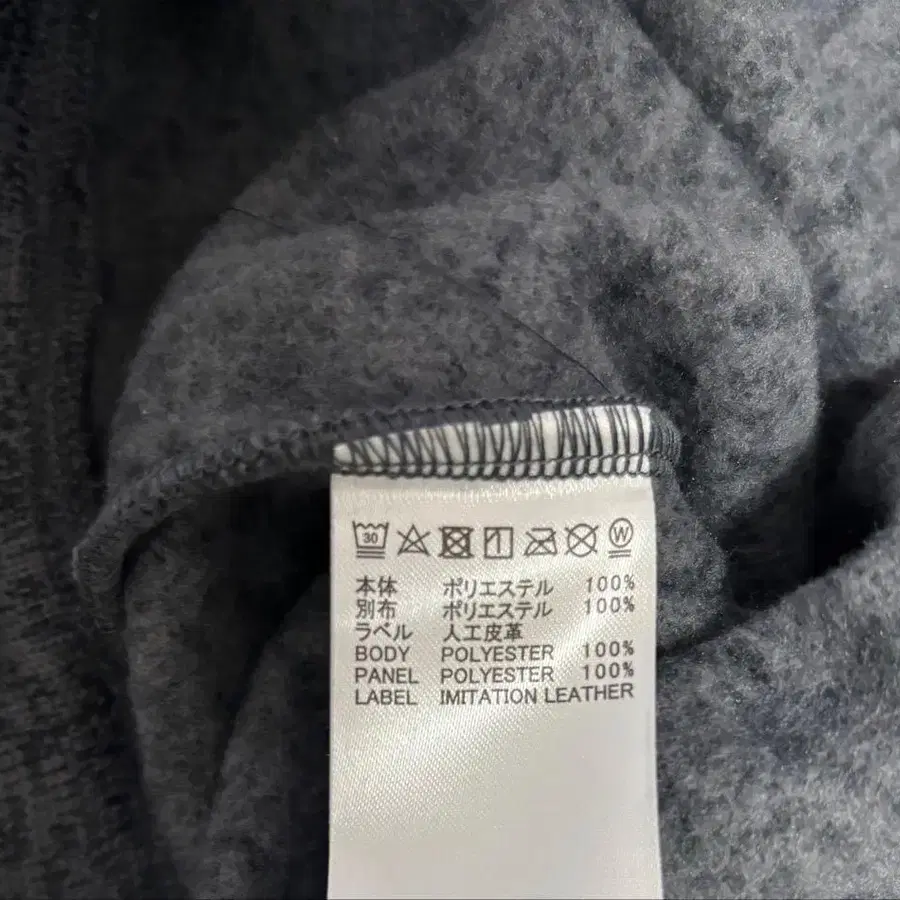 30 W
本体 ポリエステル 100%
別布 ポリエステル 100%
ラベル 人工皮革
BODY POLYESTER 100%
PANEL POLYESTER 100%
LABEL IMITATION LEATHER